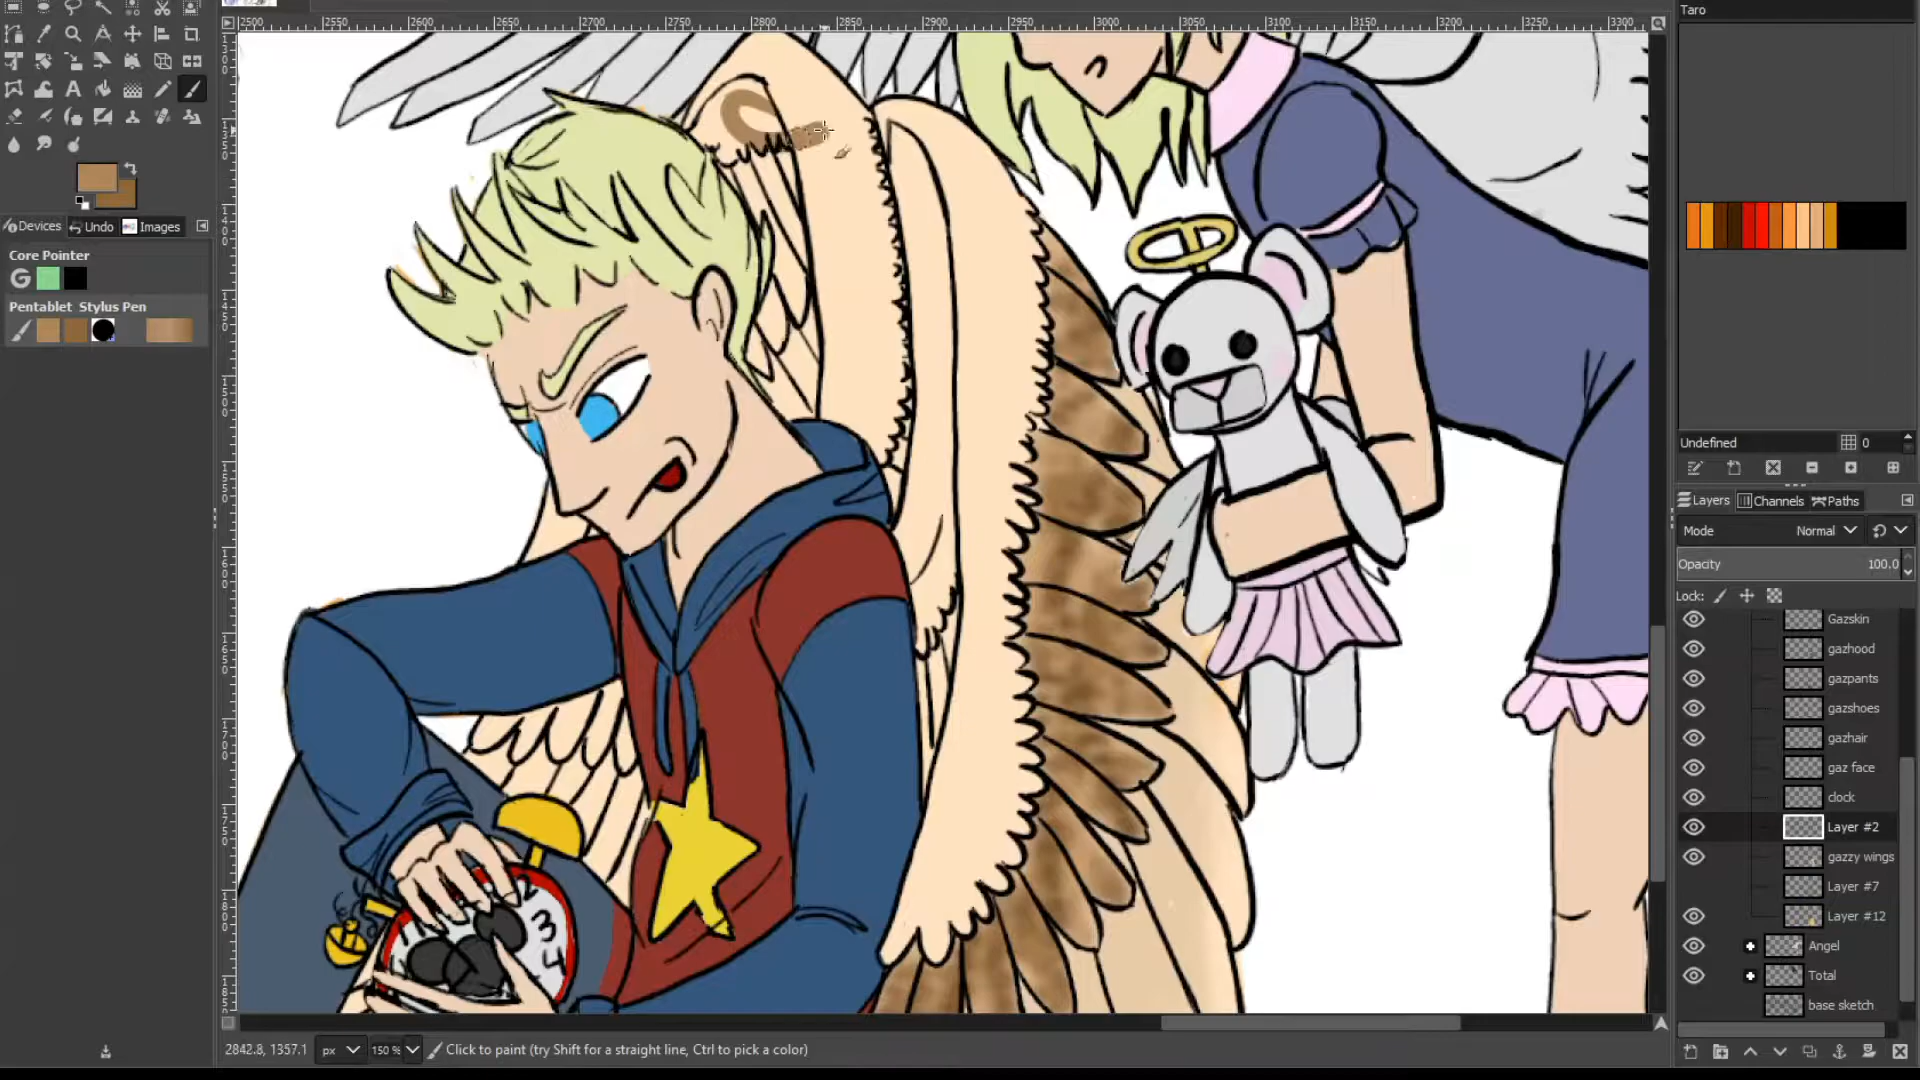 Taro
2500 2550 2600 2650 2700 2750 2800 2850 2900 2950 3000 3050 3100 3150 3200 3250 3300
Devices Undo Images
Core Pointer
G
Pentablet Stylus Pen
Undefined 0
Layers Channels Paths
Mode Normal
Opacity 100.0
Lock:
Gazskin
gazhood
gazpants
gazshoes
gazhair
gaz face
clock
Layer #2
gazzy wings
Layer #7
Layer #12
Angel
Total
base sketch
3
4
2842.8, 1357.1 px 150 % Click to paint (try Shift for a straight line, Ctrl to pick a color)